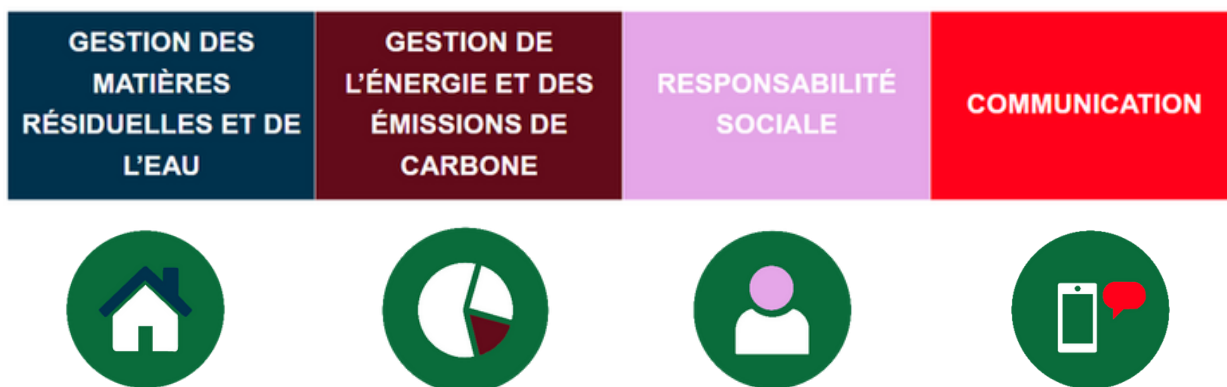 GESTION DES
MATIÈRES
RÉSIDUELLES ET DE
L'EAU
GESTION DE
L'ÉNERGIE ET DES
ÉMISSIONS DE
CARBONE
RESPONSABILITÉ
SOCIALE
COMMUNICATION